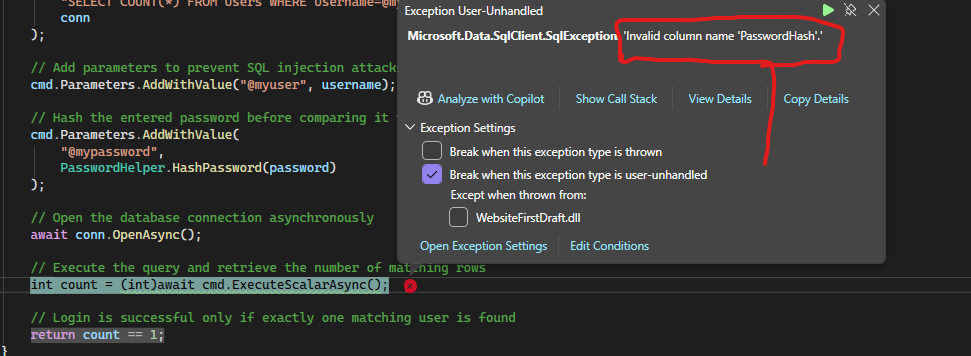 "SELECT COUNT(*) FROM Users WHERE Username=@my
conn
);
// Add parameters to prevent SQL injection attacks
cmd.Parameters.AddWithValue("@myuser", username);
// Hash the entered password before comparing it
cmd.Parameters.AddWithValue(
"@mypassword",
PasswordHelper.HashPassword(password)
);
// Open the database connection asynchronously
await conn.OpenAsync();
// Execute the query and retrieve the number of matching rows
int count = (int)await cmd.ExecuteScalarAsync();
// Login is successful only if exactly one matching user is found
return count == 1;
}
Exception User-Unhandled
Microsoft.Data.SqlClient.SqlException: 'Invalid column name 'PasswordHash'.'
Analyze with Copilot Show Call Stack View Details Copy Details
Exception Settings
Break when this exception type is thrown
Break when this exception type is user-unhandled
Except when thrown from:
WebsiteFirstDraft.dll
Open Exception Settings Edit Conditions